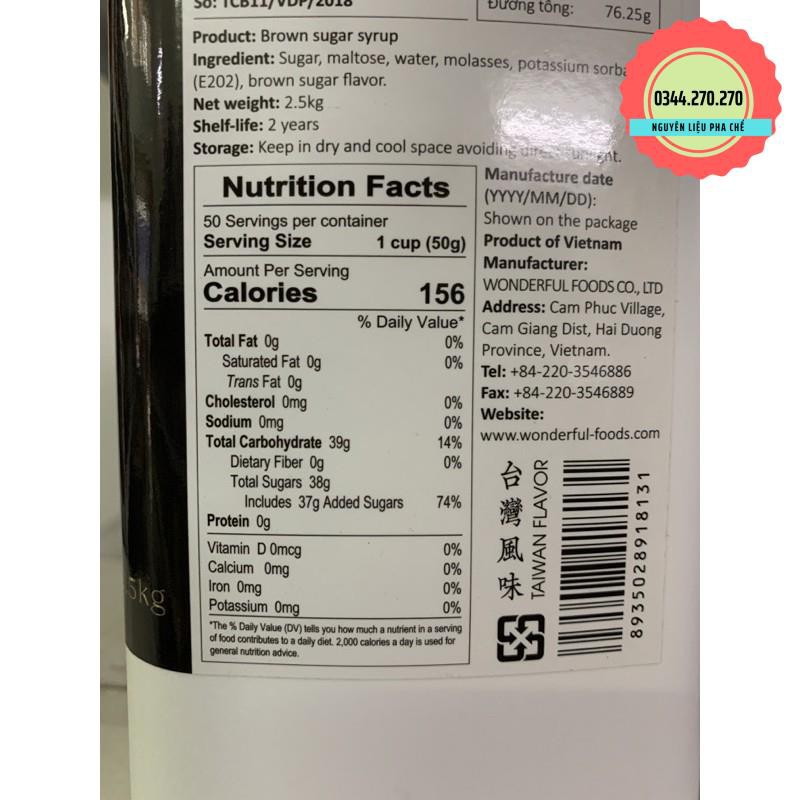 Số: TCB11/VDP/2018
Đường tổng: 76.25g
Product: Brown sugar syrup
Ingredient: Sugar, maltose, water, molasses, potassium
(E202), brown sugar flavor.
Net weight: 2.5kg
Shelf-life: 2 years
Storage: Keep in dry and cool space avoiding
0344.270.270
NGUYÊN LIỆU PHA CHẾ
Nutrition Facts
50 Servings per container
Serving Size 1 cup (50g)
Amount Per Serving
Calories 156
% Daily Value*
Total Fat 0g 0%
Saturated Fat 0g 0%
Trans Fat 0g
Cholesterol 0mg 0%
Sodium 0mg 0%
Total Carbohydrate 39g 14%
Dietary Fiber 0g 0%
Total Sugars 38g
Includes 37g Added Sugars 74%
Protein 0g
Vitamin D 0mcg 0%
Calcium 0mg 0%
Iron 0mg 0%
Potassium 0mg 0%
*The % Daily Value (DV) tells you how much a nutrient in a serving
of food contributes to a daily diet. 2,000 calories a day is used for
general nutrition advice.
Manufacture date
(YYYY/MM/DD):
Shown on the package
Product of Vietnam
Manufacturer:
WONDERFUL FOODS CO., LTD
Address: Cam Phuc Village,
Cam Giang Dist, Hai Duong
Province, Vietnam.
Tel: +84-220-3546886
Fax: +84-220-3546889
Website:
www.wonderful-foods.com
台灣風味
TAIWAN FLAVOR
8935028918131
5kg